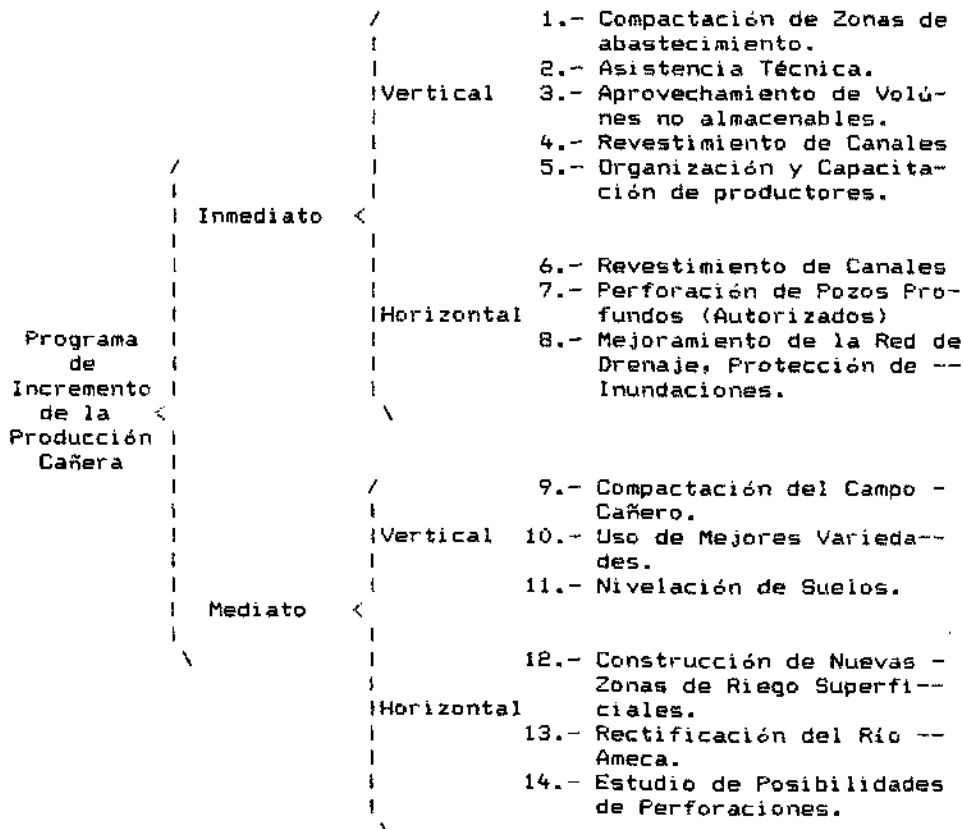 Programa
de
Incremento
de la
Producción
Cañera
Inmediato
Vertical
1.- Compactación de Zonas de
abastecimiento.
2.- Asistencia Técnica.
3.- Aprovechamiento de Volú-
nes no almacenables.
4.- Revestimiento de Canales
5.- Organización y Capacita--
ción de productores.
Horizontal
6.- Revestimiento de Canales
7.- Perforación de Pozos Pro-
fundos (Autorizados)
8.- Mejoramiento de la Red de
Drenaje, Protección de --
Inundaciones.
Mediato
Vertical
9.- Compactación del Campo -
Cañero.
10.- Uso de Mejores Varieda--
des.
11.- Nivelación de Suelos.
Horizontal
12.- Construcción de Nuevas -
Zonas de Riego Superfi--
ciales.
13.- Rectificación del Río --
Ameca.
14.- Estudio de Posibilidades
de Perforaciones.